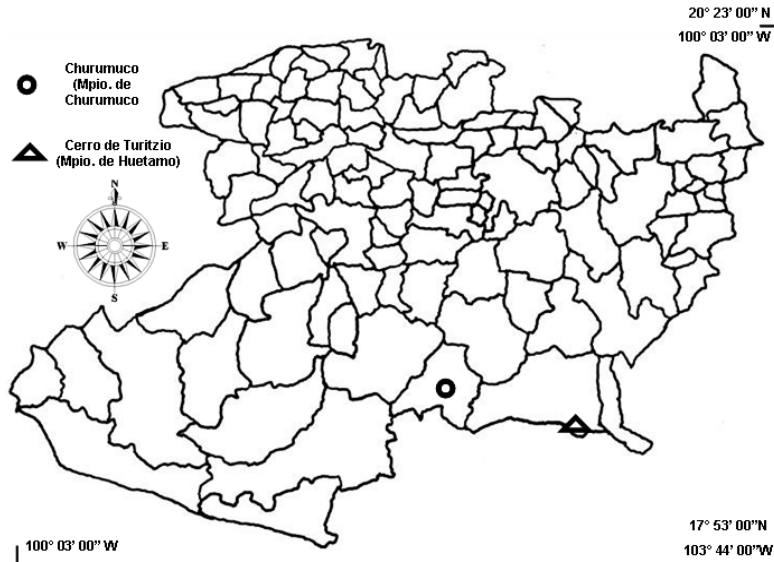 20° 23' 00" N
100° 03' 00" W
Churumuco
(Mpio. de
Churumuco
Cerro de Turitzio
(Mpio. de Huetamo)
N
W
E
S
17° 53' 00"N
100° 03' 00" W
103° 44' 00"W